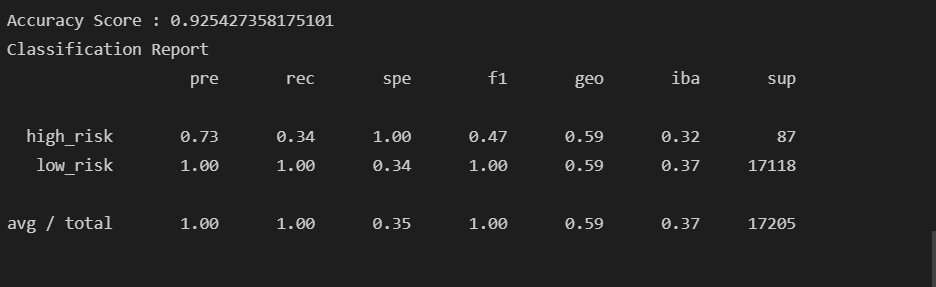 Accuracy Score : 0.925427358175101
Classification Report
pre rec spe f1 geo iba sup
high_risk 0.73 0.34 1.00 0.47 0.59 0.32 87
low_risk 1.00 1.00 0.34 1.00 0.59 0.37 17118
avg / total 1.00 1.00 0.35 1.00 0.59 0.37 17205